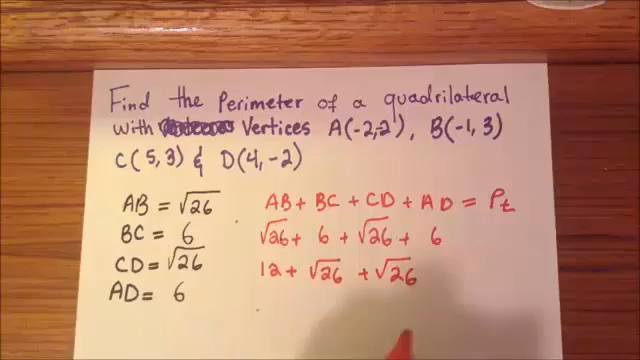 Find the Perimeter of a quadrilateral
with Vertices A(-2,2), B(-1,3)
C(5,3) & D(4,-2)
AB = √26
BC = 6
CD = √26
AD = 6
AB + BC + CD + AD = Pt
√26 + 6 + √26 + 6
12 + √26 + √26